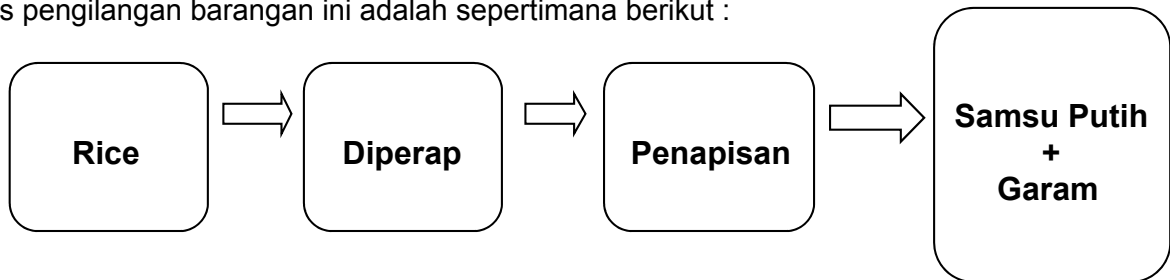 s pengilangan barangan ini adalah sepertimana berikut :
Rice
Diperap
Penapisan
Samsu Putih
+
Garam